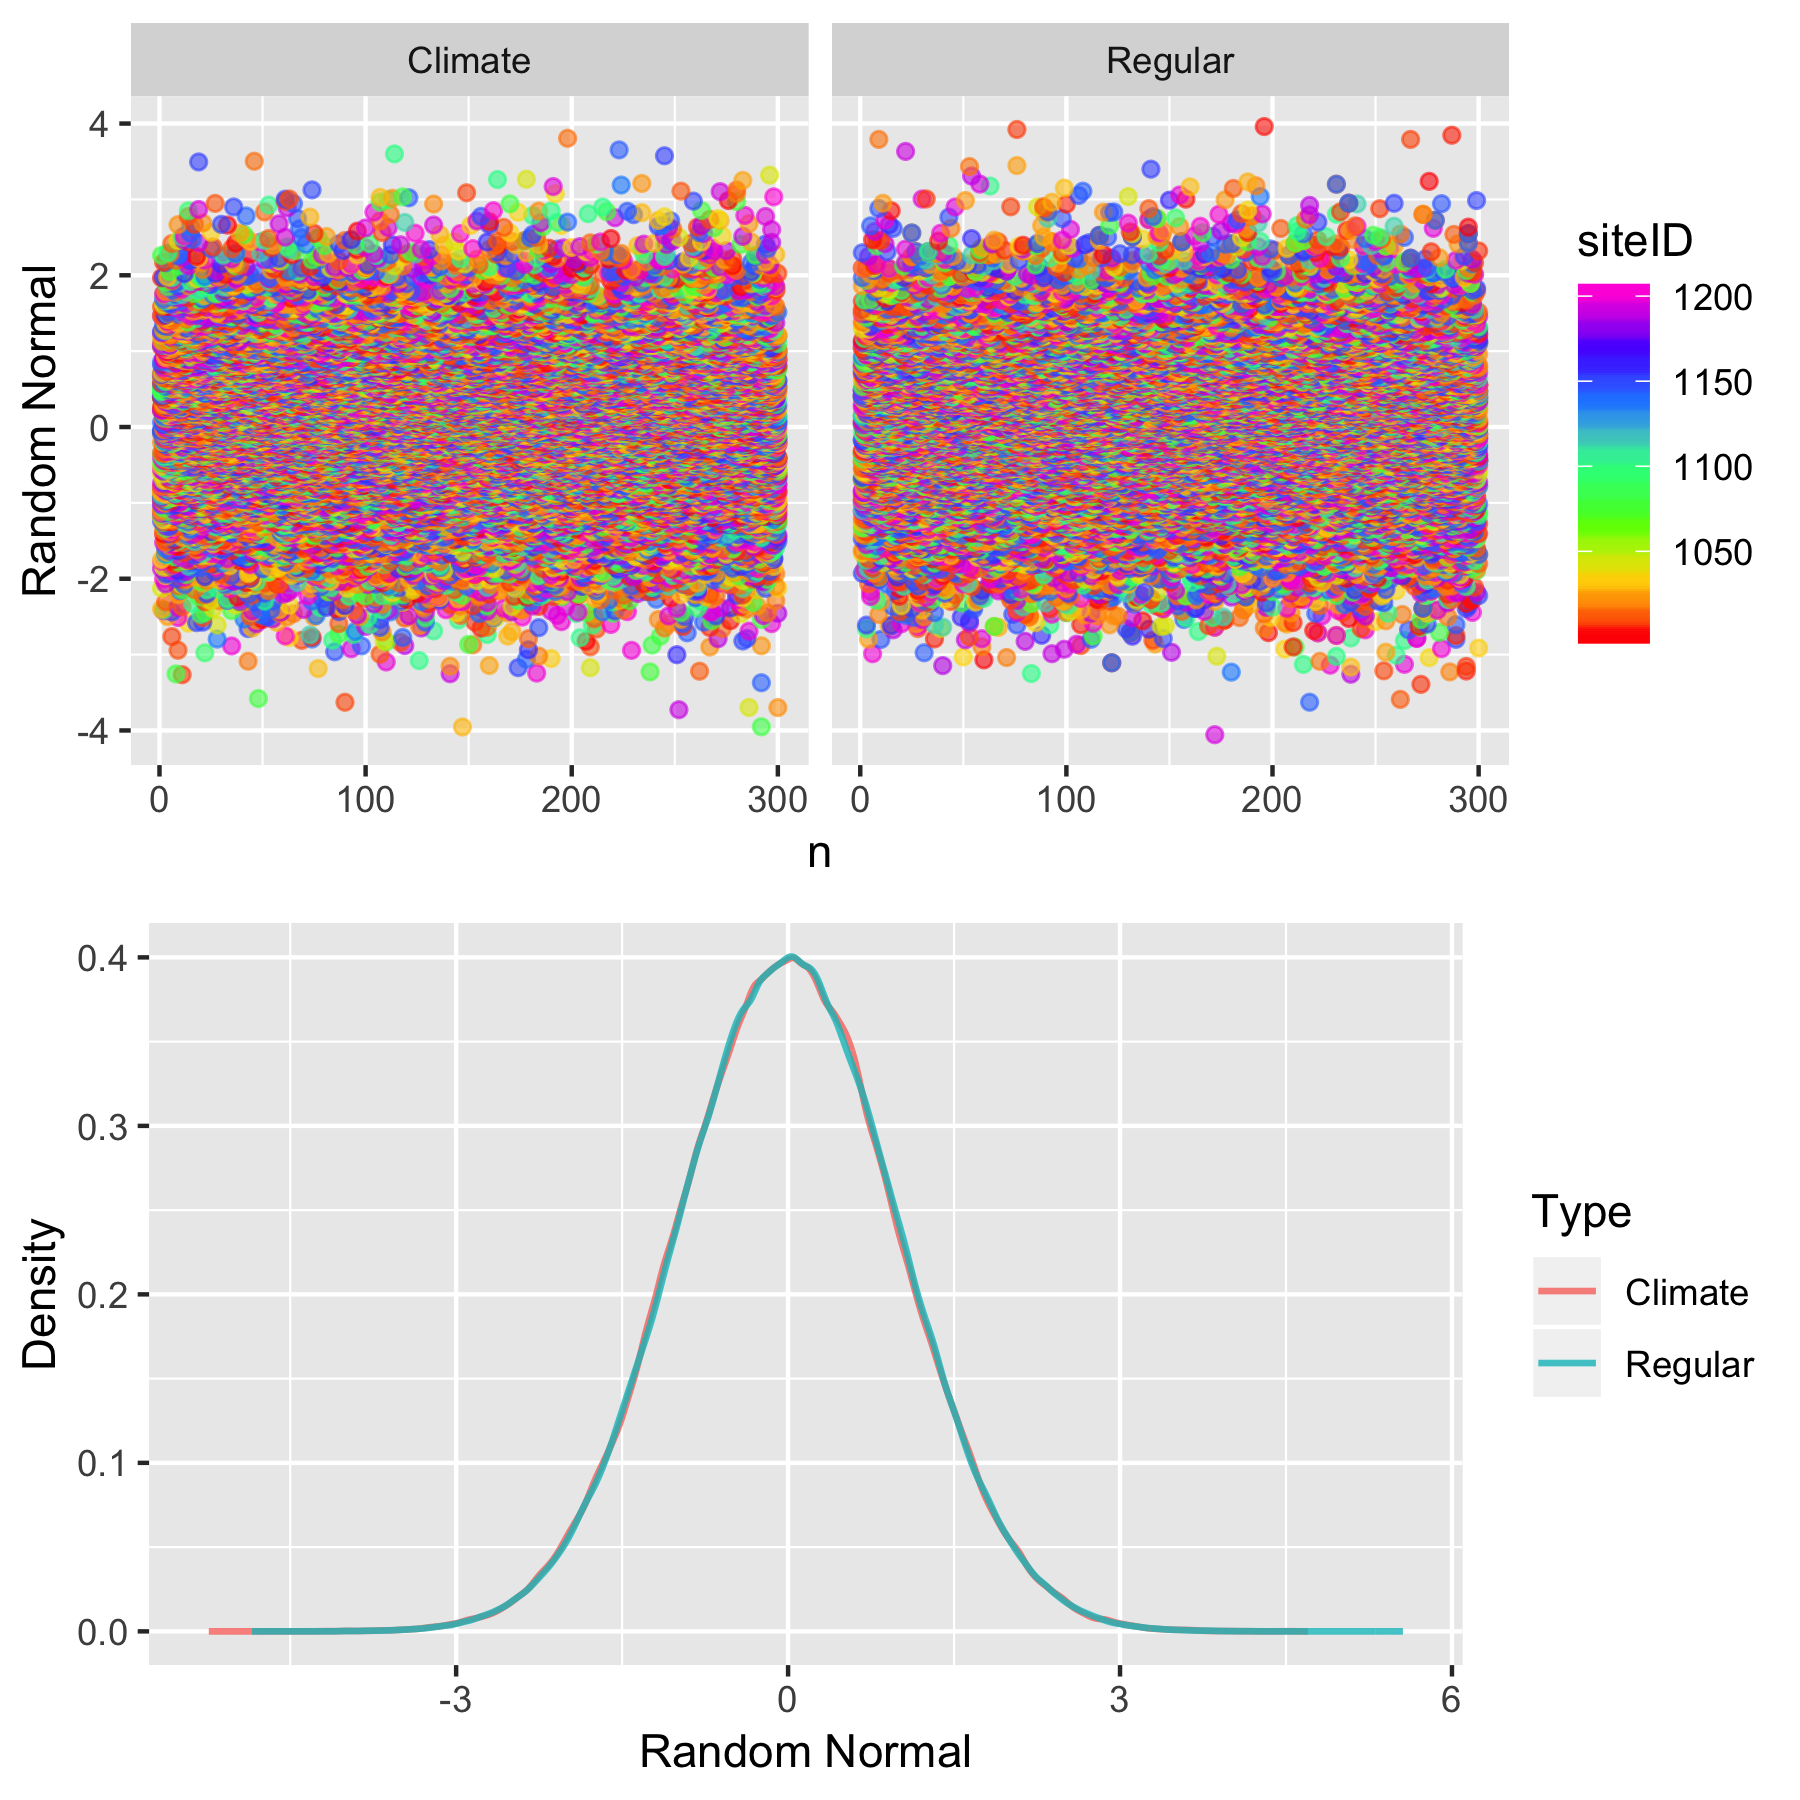 Climate Regular
4
2
0
-2
-4
Random Normal
0 100 200 300 0 100 200 300
n
siteID
1200
1150
1100
1050
0.4
0.3
0.2
0.1
0.0
Density
-3 0 3 6
Random Normal
Type
Climate
Regular